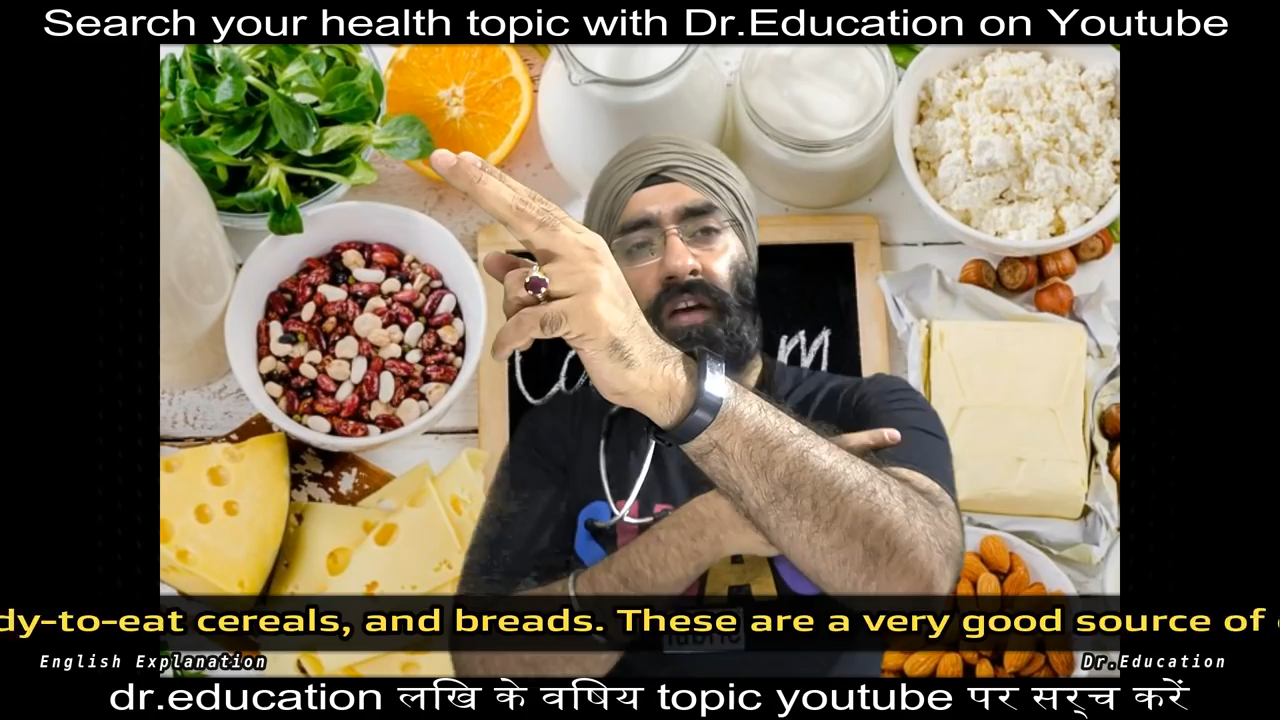 Search your health topic with Dr.Education on Youtube
dy-to-eat cereals, and breads. These are a very good source of
English Explanation
Dr.Education
dr.education लखि के वषिय topic youtube पर सर्च करें